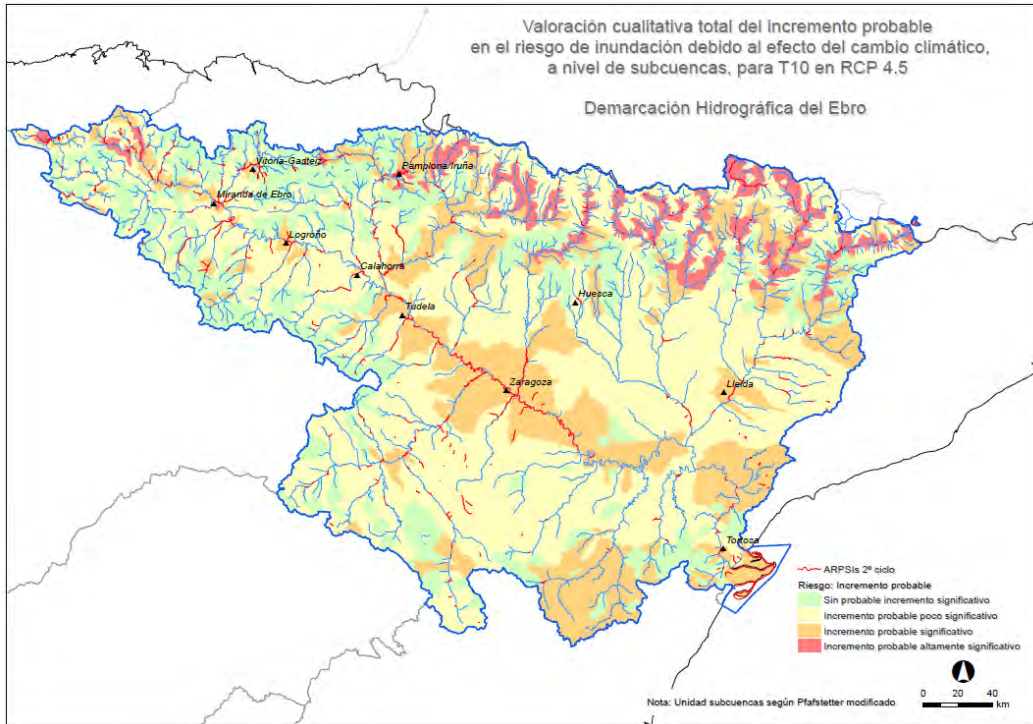 Valoración cualitativa total del incremento probable
en el riesgo de inundación debido al efecto del cambio climático,
a nivel de subcuencas, para T10 en RCP 4.5
Demarcación Hidrográfica del Ebro
Vitoria-Gasteiz
Pamplona/Iruña
Miranda de Ebro
Logroño
Calahorra
Huesca
Tudela
Zaragoza
Lleida
Tortosa
ARPSIs 2º ciclo
Riesgo: Incremento probable
Sin probable incremento significativo
Incremento probable poco significativo
Incremento probable significativo
Incremento probable altamente significativo
Nota: Unidad subcuencas según Pfafstetter modificado
0 20 40
km